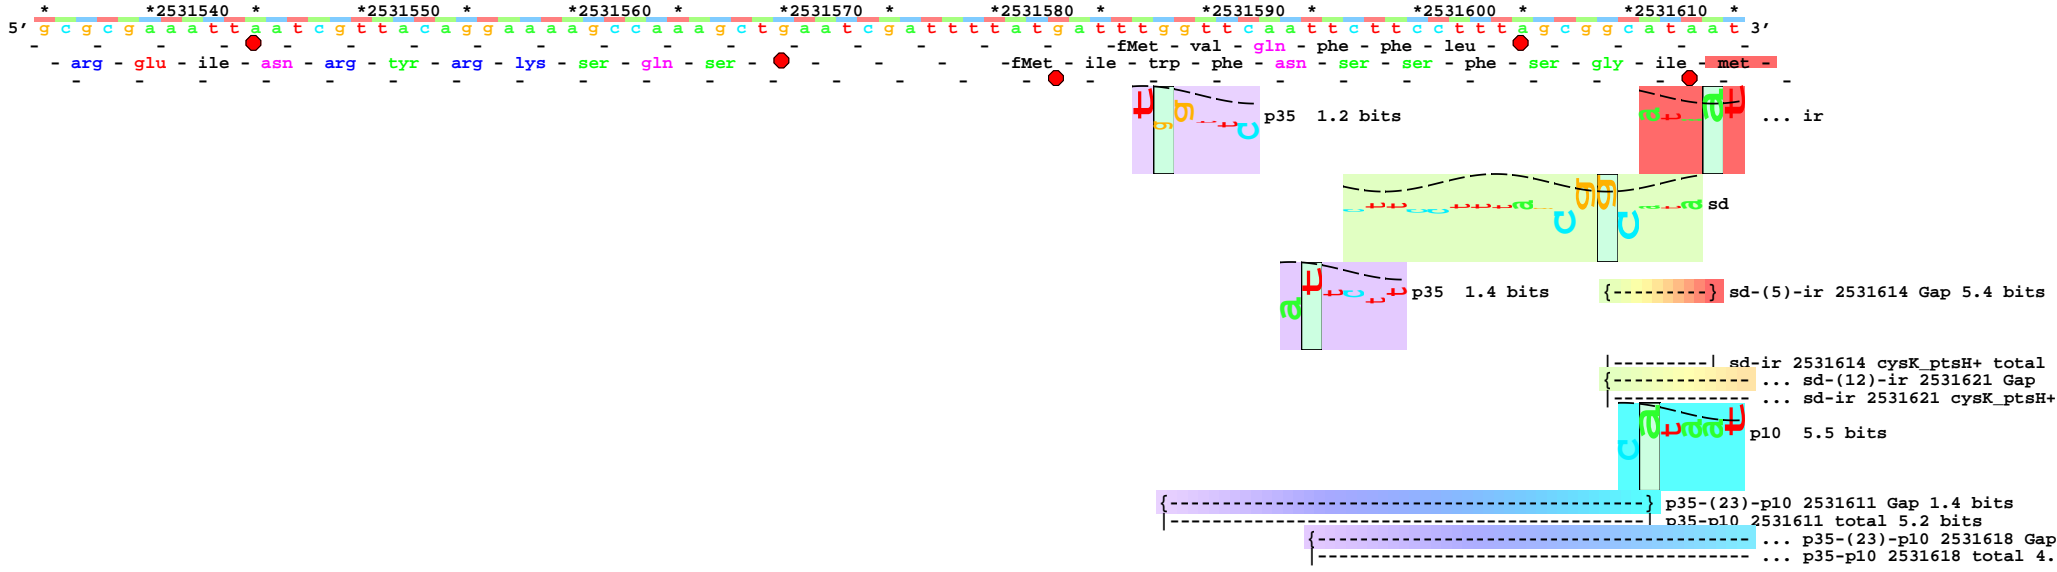 * *2531540 * *2531550 * *2531560 * *2531570 * *2531580 * *2531590 * *2531600 * *2531610 *
5' g c g c g a a a t t a a t c g t t a c a g g a a a a g c c a a a g c t g a a t c g a t t t t a t g a t t t g g t t c a a t t c t t c c t t t a g c g g c a t a a t 3'
- - - - - - - - - - - - - - - - -fMet - val - gln - phe - phe - leu - - - - -
- arg - glu - ile - asn - arg - tyr - arg - lys - ser - gln - ser - - - - -fMet - ile - trp - phe - asn - ser - ser - phe - ser - gly - ile - met -
- - - - - - - - - - - - - - - - - - - - - - - - - - -
t g g t t c p35 1.2 bits
a t a a t ... ir
c t t c c t t t a g c g g c a t a sd
a t t c t t p35 1.4 bits
{---------} sd-(5)-ir 2531614 Gap 5.4 bits
|---------| sd-ir 2531614 cysK_ptsH+ total
{------------- ... sd-(12)-ir 2531621 Gap
|------------- ... sd-ir 2531621 cysK_ptsH+
c a t a a t p10 5.5 bits
{---------------------------------------------} p35-(23)-p10 2531611 Gap 1.4 bits
|---------------------------------------------| p35-p10 2531611 total 5.2 bits
{----------------------------------------- ... p35-(23)-p10 2531618 Gap
|----------------------------------------- ... p35-p10 2531618 total 4.